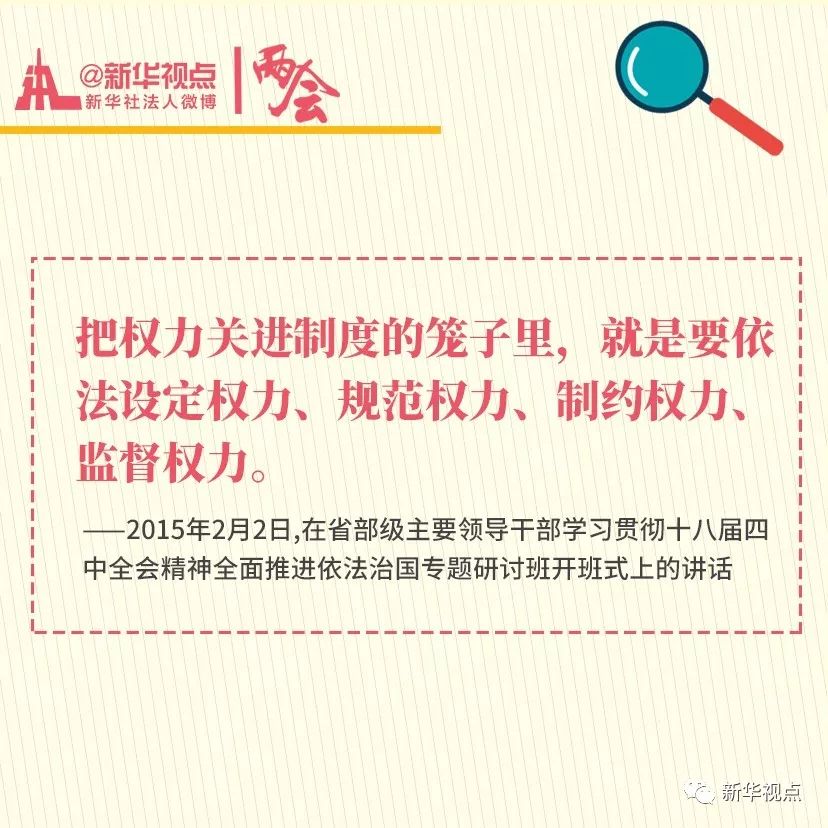 @新华视点
新华社法人微博
两会
把权力关进制度的笼子里，就是要依
法设定权力、规范权力、制约权力、
监督权力。
——2015年2月2日,在省部级主要领导干部学习贯彻十八届四
中全会精神全面推进依法治国专题研讨班开班式上的讲话
新华视点